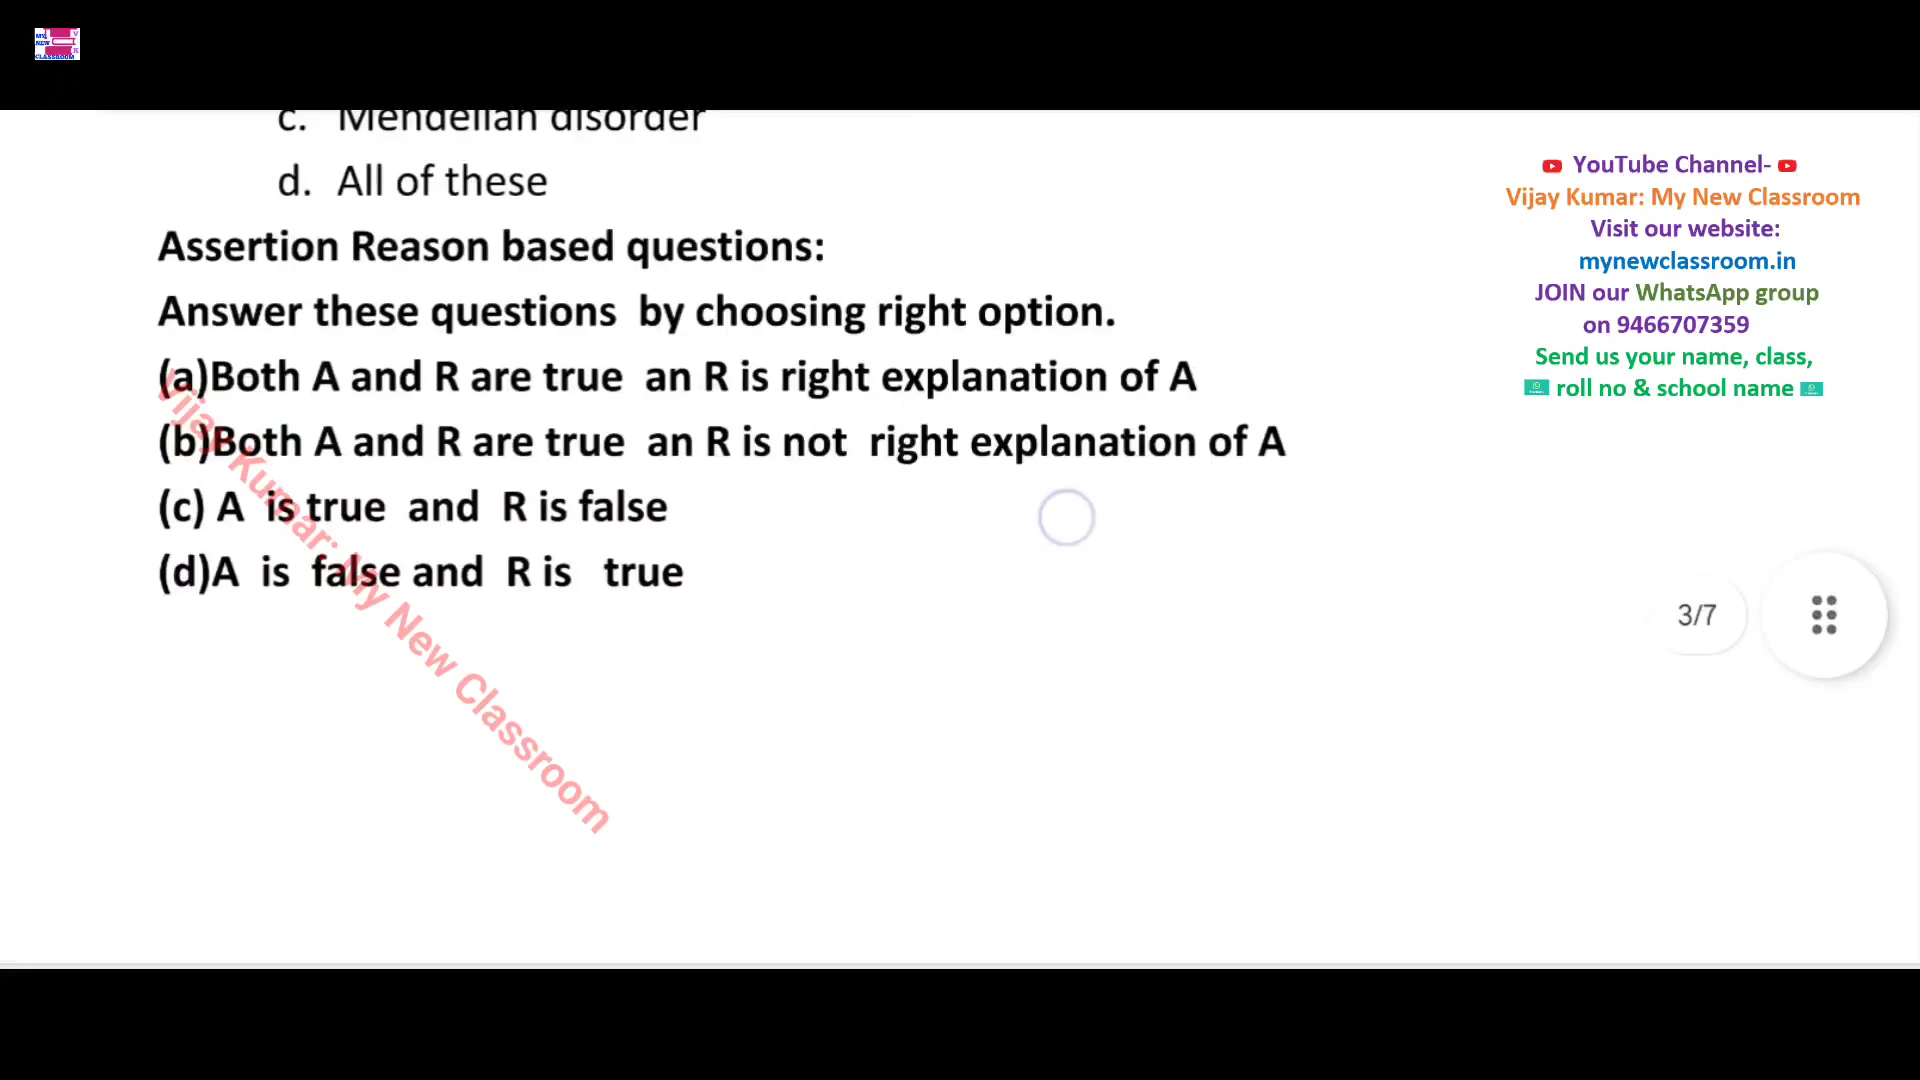 MY
NEW
CLASSROOM
c. Mendelian disorder
d. All of these
Assertion Reason based questions:
Answer these questions by choosing right option.
(a)Both A and R are true an R is right explanation of A
(b)Both A and R are true an R is not right explanation of A
(c) A is true and R is false
(d)A is false and R is true
Vijay Kumar: My New Classroom
YouTube Channel-
Vijay Kumar: My New Classroom
Visit our website:
mynewclassroom.in
JOIN our WhatsApp group
on 9466707359
Send us your name, class,
roll no & school name
3/7